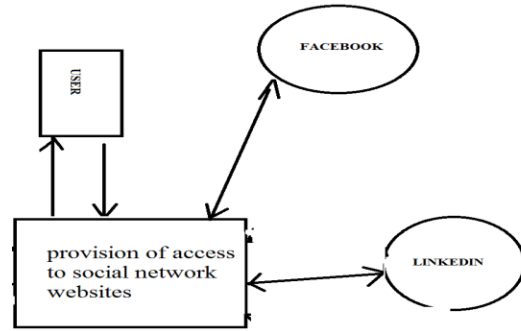 FACEBOOK
USER
provision of access
to social network
websites
LINKEDIN